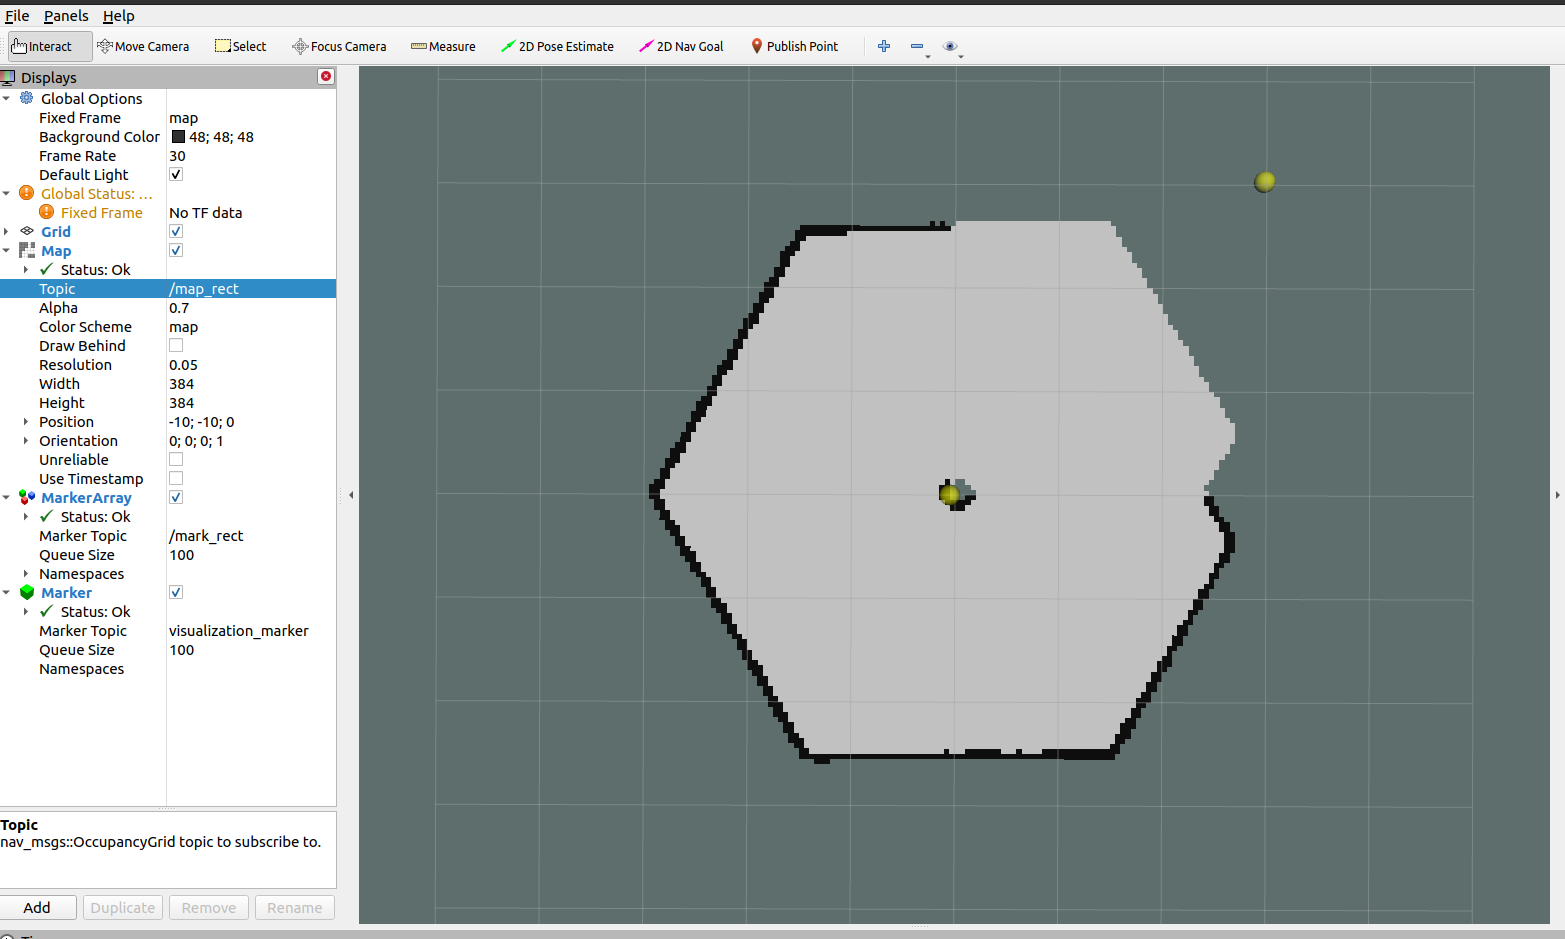 File Panels Help
Interact Move Camera Select Focus Camera Measure 2D Pose Estimate 2D Nav Goal Publish Point
Displays
Global Options
Fixed Frame map
Background Color 48; 48; 48
Frame Rate 30
Default Light
Global Status: ...
Fixed Frame No TF data
Grid
Map
Status: Ok
Topic /map_rect
Alpha 0.7
Color Scheme map
Draw Behind
Resolution 0.05
Width 384
Height 384
Position -10; -10; 0
Orientation 0; 0; 0; 1
Unreliable
Use Timestamp
MarkerArray
Status: Ok
Marker Topic /mark_rect
Queue Size 100
Namespaces
Marker
Status: Ok
Marker Topic visualization_marker
Queue Size 100
Namespaces
Topic
nav_msgs::OccupancyGrid topic to subscribe to.
Add Duplicate Remove Rename